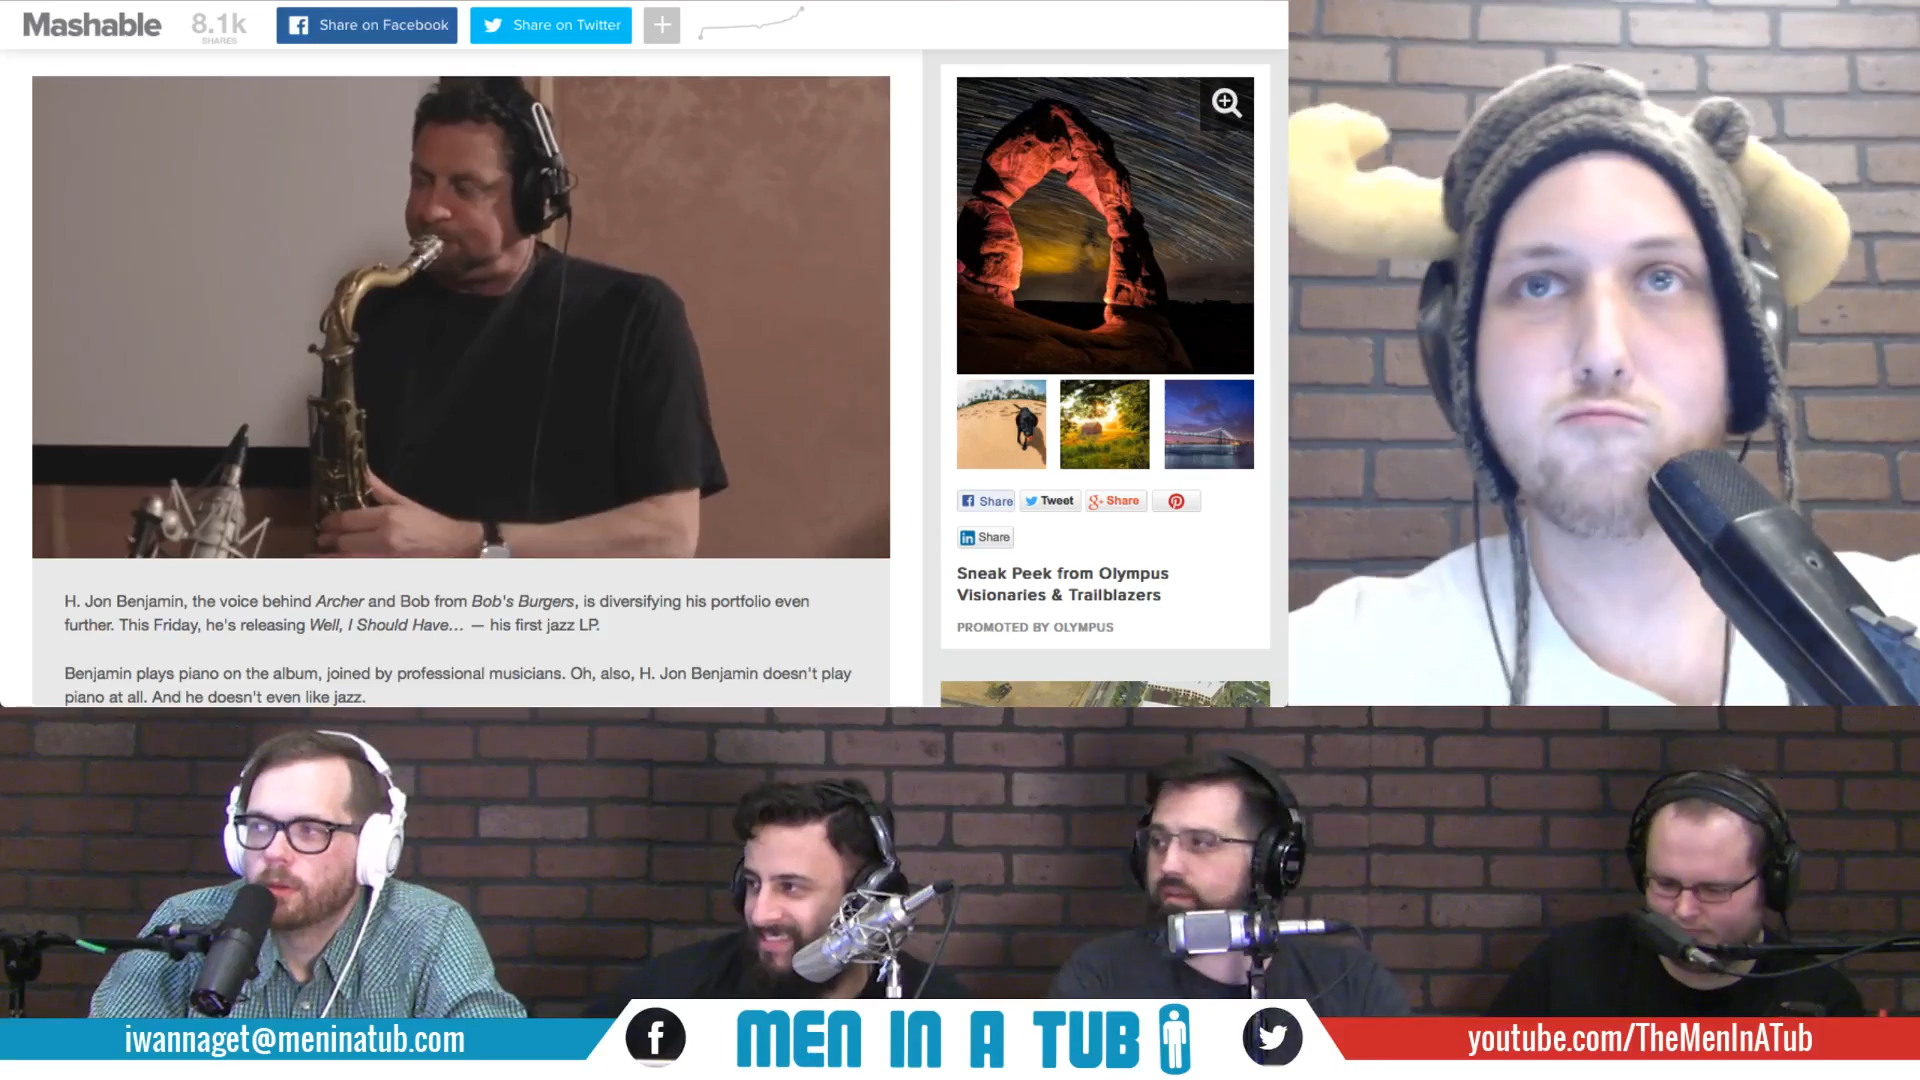 Mashable
8.1k
SHARES
Share on Facebook
Share on Twitter
H. Jon Benjamin, the voice behind Archer and Bob from Bob's Burgers, is diversifying his portfolio even
further. This Friday, he's releasing Well, I Should Have... — his first jazz LP.
Benjamin plays piano on the album, joined by professional musicians. Oh, also, H. Jon Benjamin doesn't play
piano at all. And he doesn't even like jazz.
Share
Tweet
g+ Share
in Share
Sneak Peek from Olympus
Visionaries & Trailblazers
PROMOTED BY OLYMPUS
iwannaget@meninatub.com
MEN IN A TUB
youtube.com/TheMenInATub